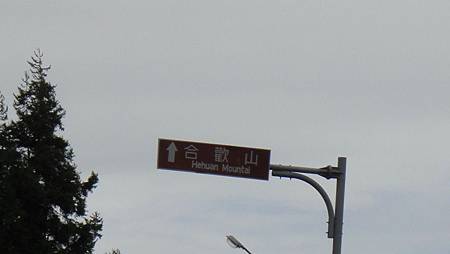 合歡山
Hehuan Mountai